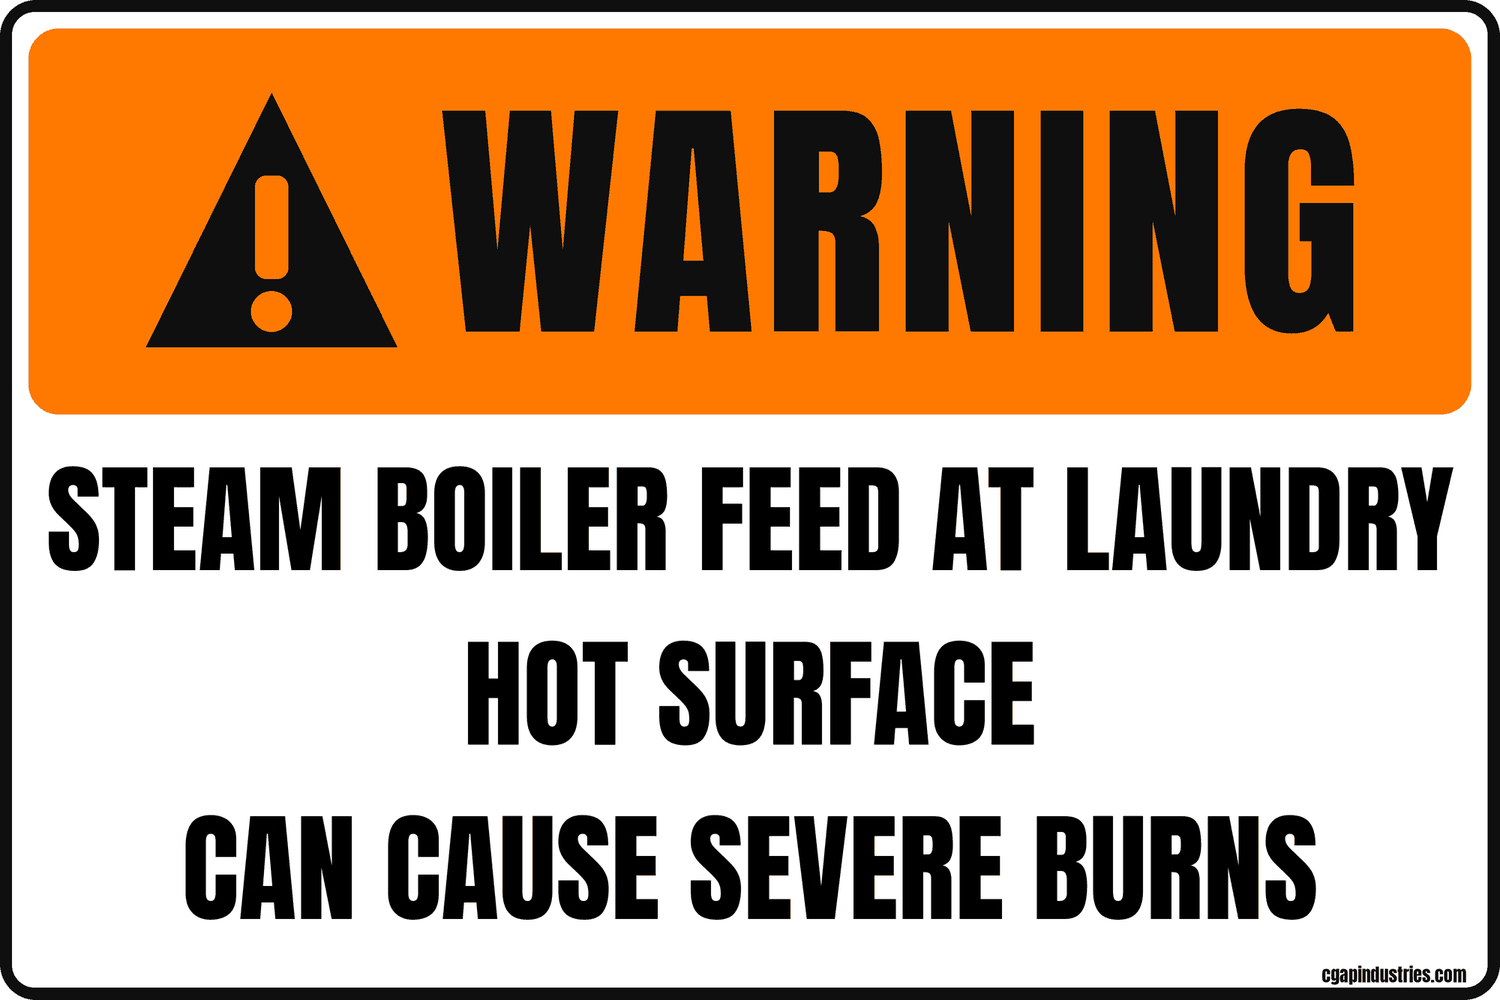 WARNING
STEAM BOILER FEED AT LAUNDRY
HOT SURFACE
CAN CAUSE SEVERE BURNS
cgapindustries.com